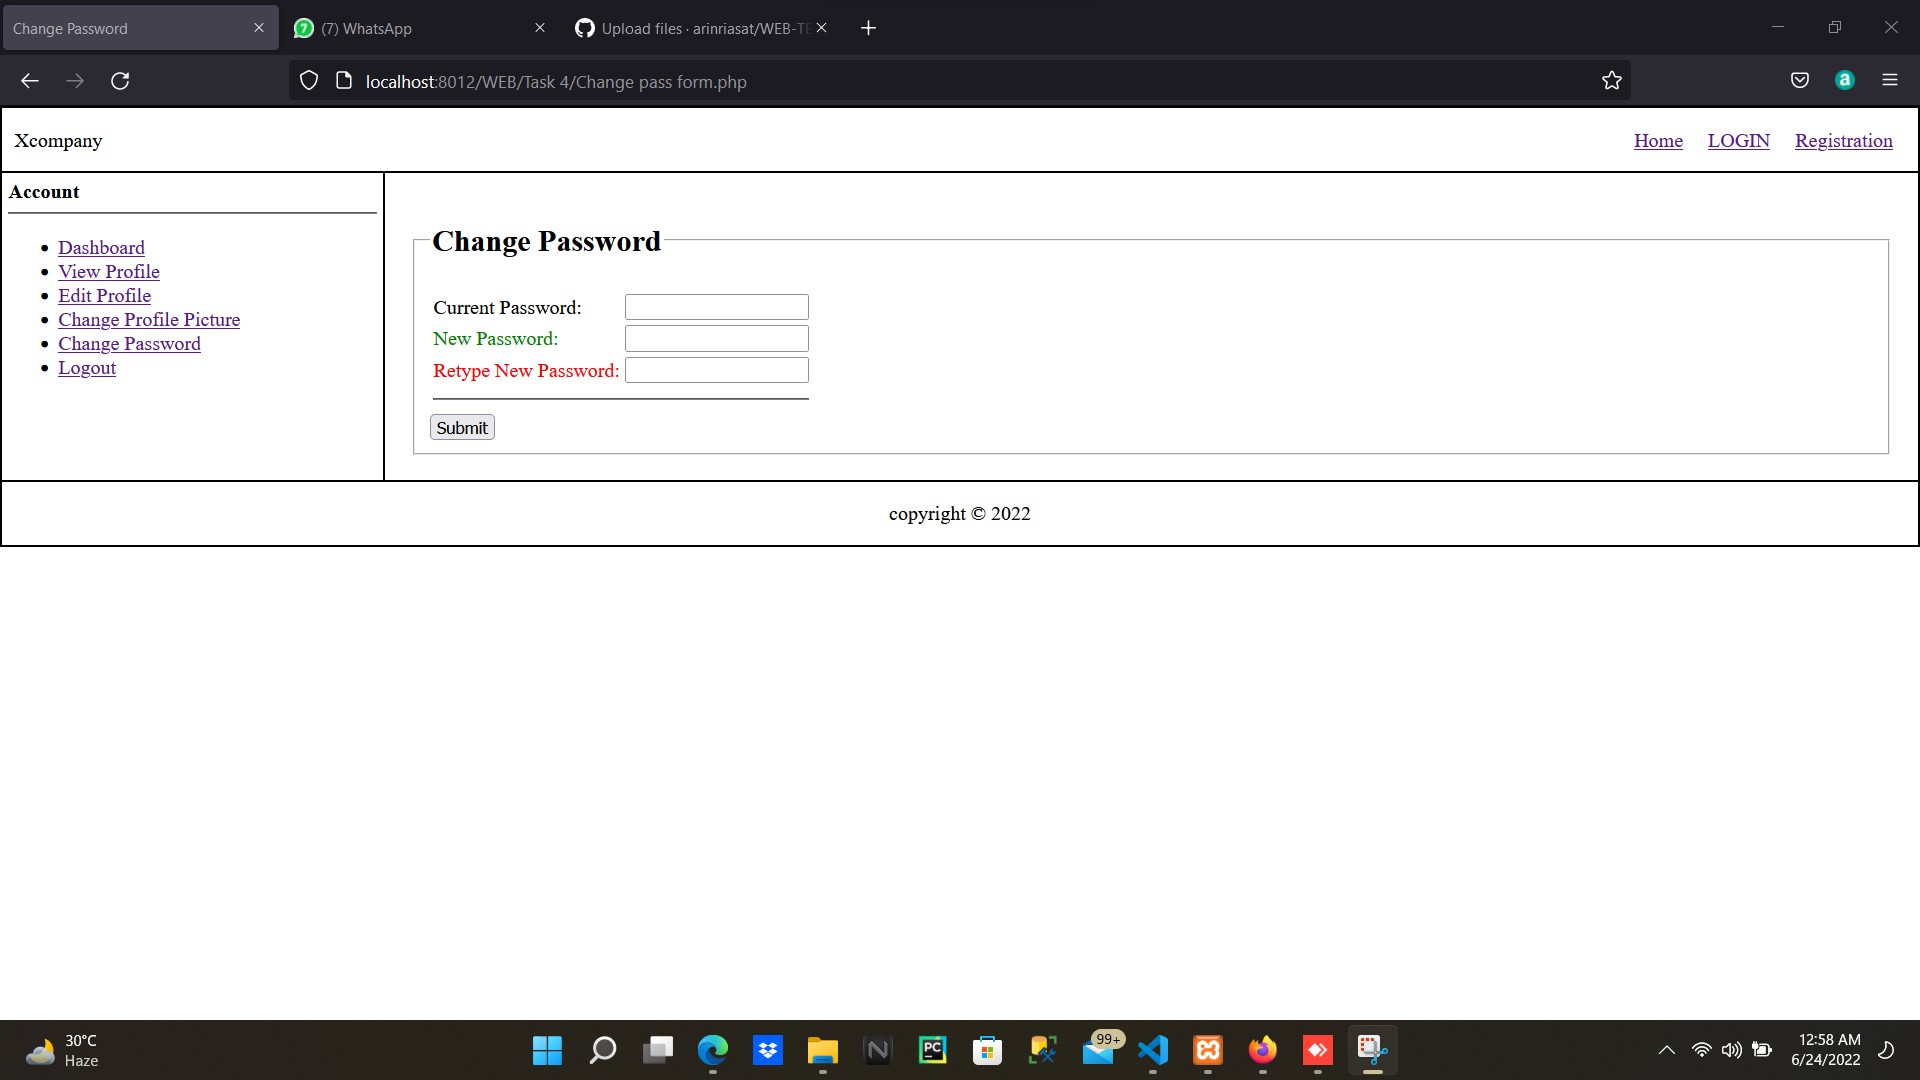 Change Password
(7) WhatsApp
Upload files · arinriasat/WEB-TE
localhost:8012/WEB/Task 4/Change pass form.php
Xcompany
Home LOGIN Registration
Account
Dashboard
View Profile
Edit Profile
Change Profile Picture
Change Password
Logout
Change Password
Current Password:
New Password:
Retype New Password:
Submit
copyright © 2022
30°C
Haze
PC
99+
12:58 AM
6/24/2022